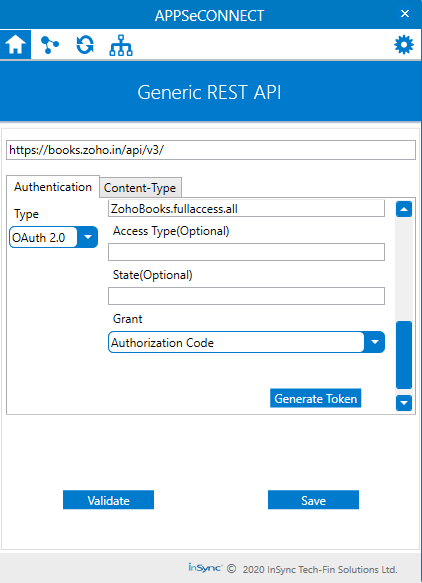 APPSeCONNECT
×
Generic REST API
https://books.zoho.in/api/v3/
Authentication
Content-Type
Type
ZohoBooks.fullaccess.all
OAuth 2.0
Access Type(Optional)
State(Optional)
Grant
Authorization Code
Generate Token
Validate
Save
InSync © 2020 InSync Tech-Fin Solutions Ltd.